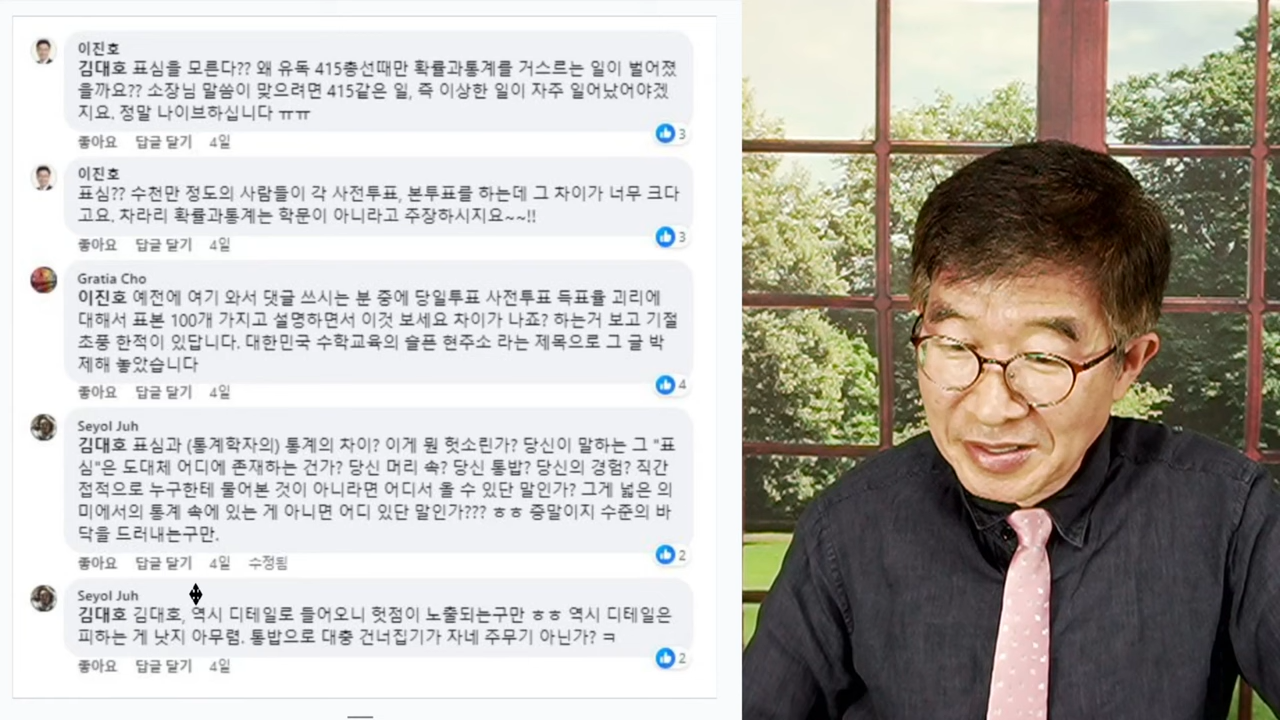 이진호
김대호 표심을 모른다?? 왜 유독 415총선때만 확률과통계를 거스르는 일이 벌어졌
을까요?? 소장님 말씀이 맞으려면 415같은 일, 즉 이상한 일이 자주 일어났어야겠
지요. 정말 나이브하십니다 ㅠㅠ
좋아요 답글 달기 4일 3
이진호
표심?? 수천만 정도의 사람들이 각 사전투표, 본투표를 하는데 그 차이가 너무 크다
고요. 차라리 확률과통계는 학문이 아니라고 주장하시지요~~!!
좋아요 답글 달기 4일 3
Gratia Cho
이진호 예전에 여기 와서 댓글 쓰시는 분 중에 당일투표 사전투표 득표율 괴리에
대해서 표본 100개 가지고 설명하면서 이것 보세요 차이가 나죠? 하는거 보고 기절
초풍 한적이 있답니다. 대한민국 수학교육의 슬픈 현주소 라는 제목으로 그 글 박
제해 놓았습니다
좋아요 답글 달기 4일 4
Seyol Juh
김대호 표심과 (통계학자의) 통계의 차이? 이게 뭔 헛소린가? 당신이 말하는 그 "표
심"은 도대체 어디에 존재하는 건가? 당신 머리 속? 당신 통밥? 당신의 경험? 직간
접적으로 누구한테 물어본 것이 아니라면 어디서 올 수 있단 말인가? 그게 넓은 의
미에서의 통계 속에 있는 게 아니면 어디 있단 말인가??? ㅎㅎ 증말이지 수준의 바
닥을 드러내는구만.
좋아요 답글 달기 4일 수정됨 2
Seyol Juh
김대호 김대호, 역시 디테일로 들어오니 헛점이 노출되는구만 ㅎㅎ 역시 디테일은
피하는 게 낫지 아무렴. 통밥으로 대충 건너집기가 자네 주무기 아닌가? ㅋ
좋아요 답글 달기 4일 2